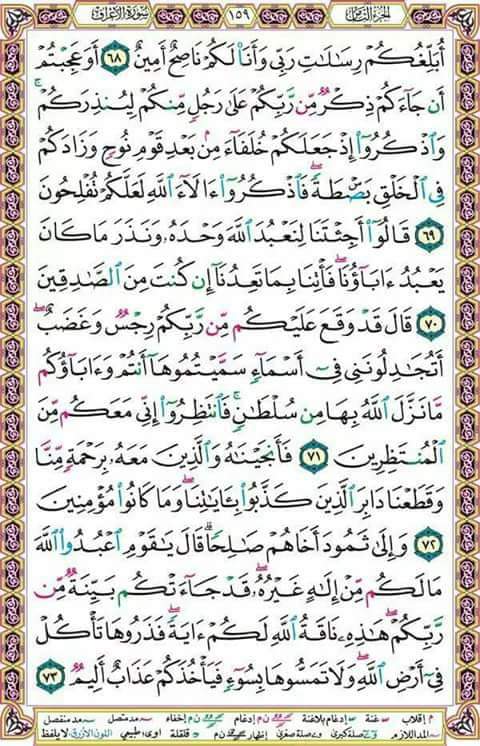 الجزء الثامن ١٥٩ سورة الأعراف
أُبَلِّغُكُمْ رِسَٰلَٰتِ رَبِّى وَأَنَا۠ لَكُمْ نَاصِحٌ أَمِينٌ ٦٨ أَوَعَجِبْتُمْ
أَن جَآءَكُمْ ذِكْرٌ مِّن رَّبِّكُمْ عَلَىٰ رَجُلٍ مِّنكُمْ لِيُنذِرَكُمْ ۚ
وَٱذْكُرُوٓا۟ إِذْ جَعَلَكُمْ خُلَفَآءَ مِنۢ بَعْدِ قَوْمِ نُوحٍ وَزَادَكُمْ
فِى ٱلْخَلْقِ بَصْۜطَةً ۖ فَٱذْكُرُوٓا۟ ءَالَآءَ ٱللَّهِ لَعَلَّكُمْ تُفْلِحُونَ
٦٩ قَالُوٓا۟ أَجِئْتَنَا لِنَعْبُدَ ٱللَّهَ وَحْدَهُۥ وَنَذَرَ مَا كَانَ
يَعْبُدُ ءَابَآؤُنَا ۖ فَأْتِنَا بِمَا تَعِدُنَآ إِن كُنتَ مِنَ ٱلصَّٰدِقِينَ
٧٠ قَالَ قَدْ وَقَعَ عَلَيْكُم مِّن رَّبِّكُمْ رِجْسٌ وَغَضَبٌ ۖ
أَتُجَٰدِلُونَنِى فِىٓ أَسْمَآءٍ سَمَّيْتُمُوهَآ أَنتُمْ وَءَابَآؤُكُم
مَّا نَزَّلَ ٱللَّهُ بِهَا مِن سُلْطَٰنٍ ۚ فَٱنتَظِرُوٓا۟ إِنِّى مَعَكُم مِّنَ
ٱلْمُنتَظِرِينَ ٧١ فَأَنجَيْنَٰهُ وَٱلَّذِينَ مَعَهُۥ بِرَحْمَةٍ مِّنَّا
وَقَطَعْنَا دَابِرَ ٱلَّذِينَ كَذَّبُوا۟ بِـَٔايَٰتِنَا ۖ وَمَا كَانُوا۟ مُؤْمِنِينَ
٧٢ وَإِلَىٰ ثَمُودَ أَخَاهُمْ صَٰلِحًا ۗ قَالَ يَٰقَوْمِ ٱعْبُدُوا۟ ٱللَّهَ
مَا لَكُم مِّنْ إِلَٰهٍ غَيْرُهُۥ ۖ قَدْ جَآءَتْكُم بَيِّنَةٌ مِّن
رَّبِّكُمْ ۖ هَٰذِهِۦ نَاقَةُ ٱللَّهِ لَكُمْ ءَايَةً ۖ فَذَرُوهَا تَأْكُلْ
فِىٓ أَرْضِ ٱللَّهِ ۖ وَلَا تَمَسُّوهَا بِسُوٓءٍ فَيَأْخُذَكُمْ عَذَابٌ أَلِيمٌ ٧٣
م إقلاب غنة إدغام بلاغنة ن م إدغام ن م إخفاء مد متصل مد منفصل
المد اللازم صلة كبرى صلة صغرى إظهار ن م قلقلة اوى طبيعي اللون الأزرق لا يلفظ